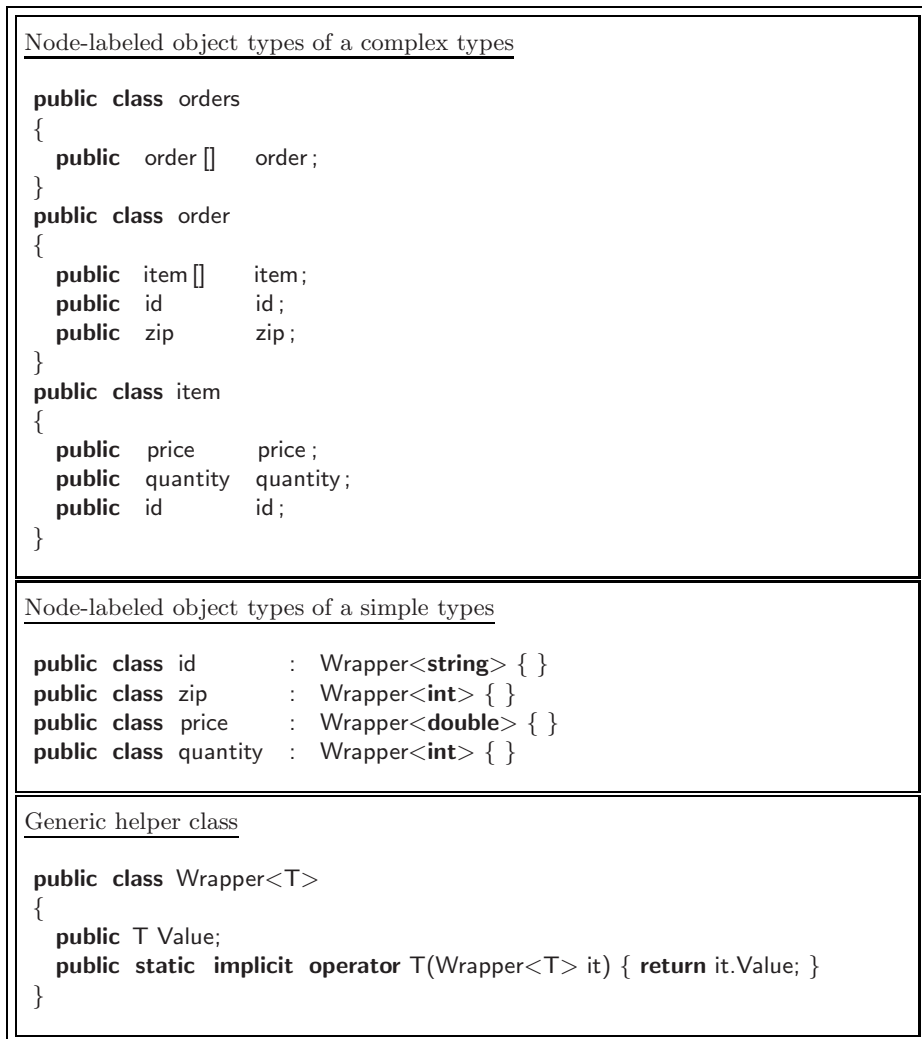 Node-labeled object types of a complex types
public class orders
{
public order [] order ;
}
public class order
{
public item [] item ;
public id id ;
public zip zip ;
}
public class item
{
public price price ;
public quantity quantity ;
public id id ;
}
Node-labeled object types of a simple types
public class id : Wrapper<string> { }
public class zip : Wrapper<int> { }
public class price : Wrapper<double> { }
public class quantity : Wrapper<int> { }
Generic helper class
public class Wrapper<T>
{
public T Value;
public static implicit operator T(Wrapper<T> it) { return it.Value; }
}